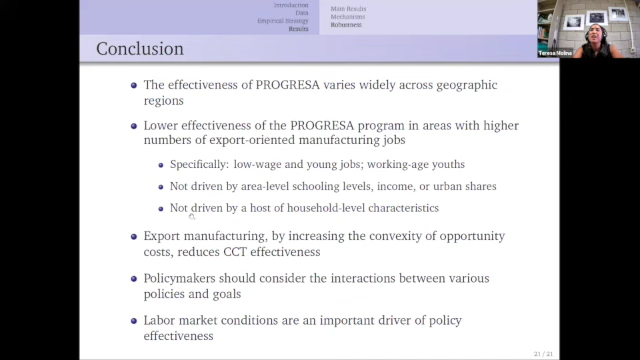 Introduction
Data
Empirical Strategy
Results
Main Results
Mechanisms
Robustness
Conclusion
The effectiveness of PROGRESA varies widely across geographic
regions
Lower effectiveness of the PROGRESA program in areas with higher
numbers of export-oriented manufacturing jobs
Specifically: low-wage and young jobs; working-age youths
Not driven by area-level schooling levels, income, or urban shares
Not driven by a host of household-level characteristics
Export manufacturing, by increasing the convexity of opportunity
costs, reduces CCT effectiveness
Policymakers should consider the interactions between various
policies and goals
Labor market conditions are an important driver of policy
effectiveness
21 / 21
Teresa Molina